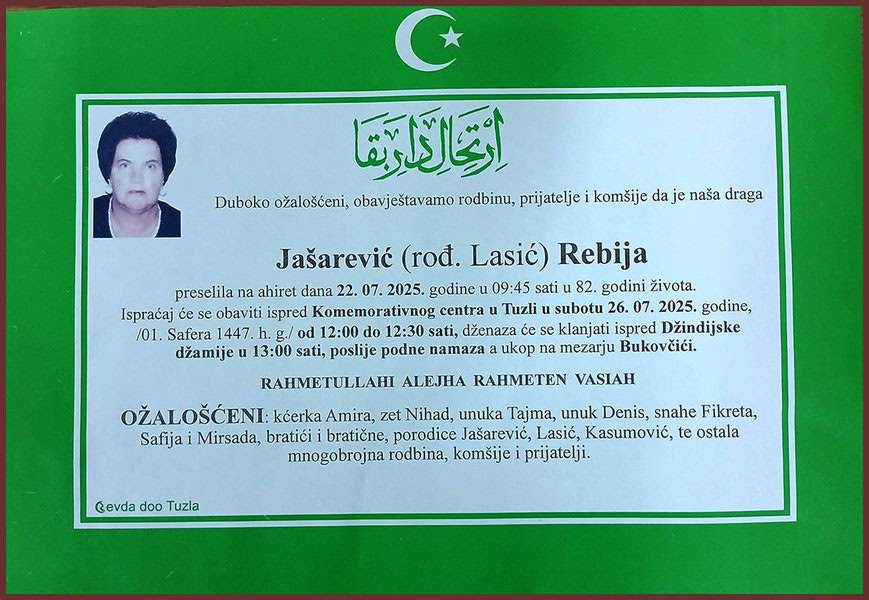 اِرْتِحَالِ دَارِ بَقَا
Duboko ožalošćeni, obavještavamo rodbinu, prijatelje i komšije da je naša draga
Jašarević (rođ. Lasić) Rebija
preselila na ahiret dana 22. 07. 2025. godine u 09:45 sati u 82. godini života.
Ispraćaj će se obaviti ispred Komemorativnog centra u Tuzli u subotu 26. 07. 2025. godine,
/01. Safera 1447. h. g./ od 12:00 do 12:30 sati, dženaza će se klanjati ispred Džindijske
džamije u 13:00 sati, poslije podne namaza a ukop na mezarju Bukovčići.
RAHMETULLAHI ALEJHA RAHMETEN VASIAH
OŽALOŠĆENI: kćerka Amira, zet Nihad, unuka Tajma, unuk Denis, snahe Fikreta,
Safija i Mirsada, bratići i bratične, porodice Jašarević, Lasić, Kasumović, te ostala
mnogobrojna rodbina, komšije i prijatelji.
evda doo Tuzla